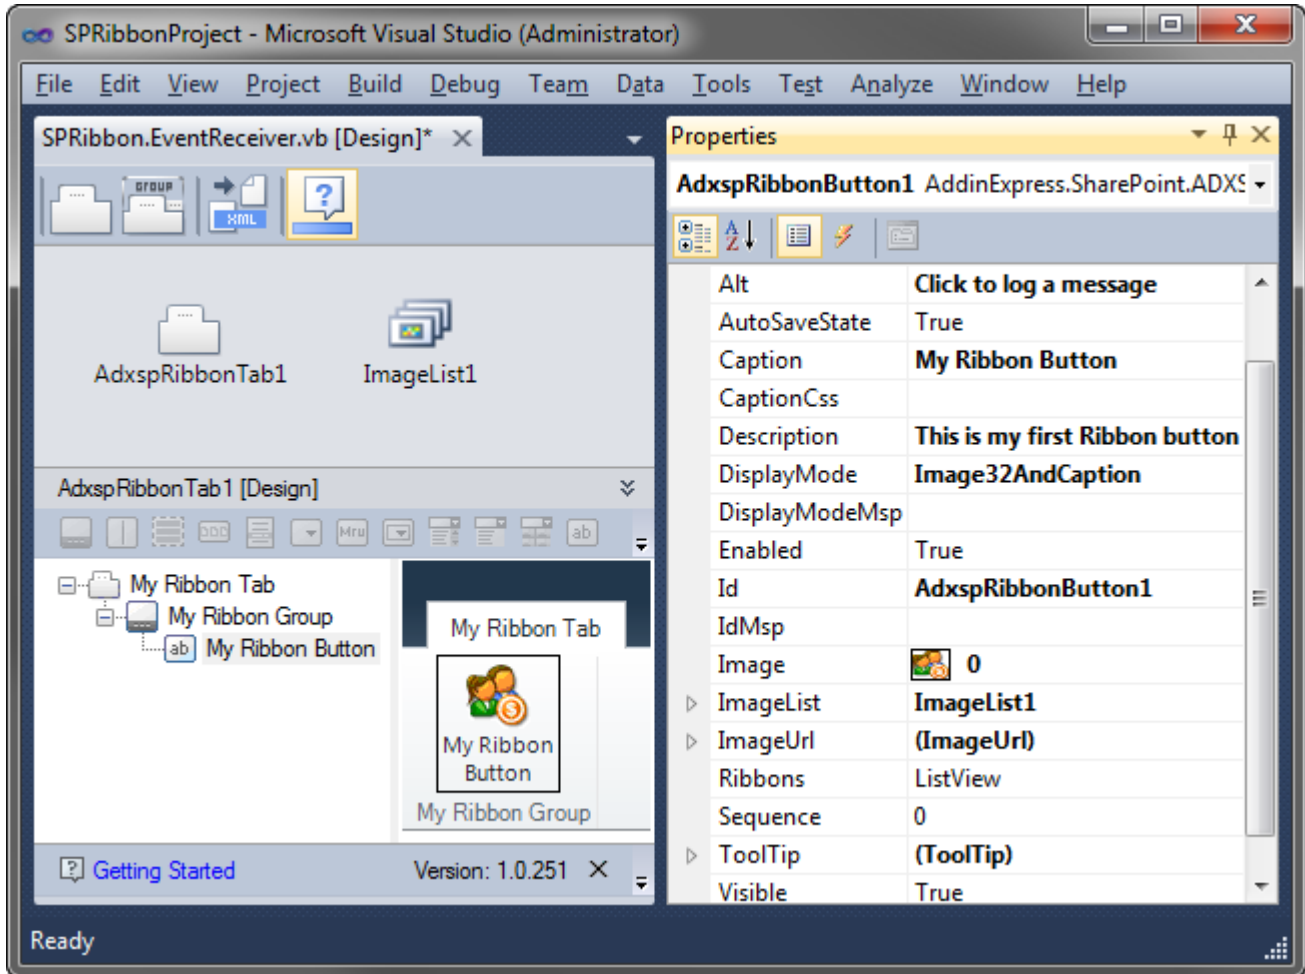 SPRibbonProject - Microsoft Visual Studio (Administrator)
File Edit View Project Build Debug Team Data Tools Test Analyze Window Help
SPRibbon.EventReceiver.vb [Design]*
GROUP
XML
AdxspRibbonTab1 ImageList1
AdxspRibbonTab1 [Design]
Mru ab
My Ribbon Tab
My Ribbon Group
ab My Ribbon Button
My Ribbon Tab
My Ribbon
Button
My Ribbon Group
Getting Started Version: 1.0.251
Properties
AdxspRibbonButton1 AddinExpress.SharePoint.ADXS
A
Z
Alt Click to log a message
AutoSaveState True
Caption My Ribbon Button
CaptionCss
Description This is my first Ribbon button
DisplayMode Image32AndCaption
DisplayModeMsp
Enabled True
Id AdxspRibbonButton1
IdMsp
Image 0
ImageList ImageList1
ImageUrl (ImageUrl)
Ribbons ListView
Sequence 0
ToolTip (ToolTip)
Visible True
Ready